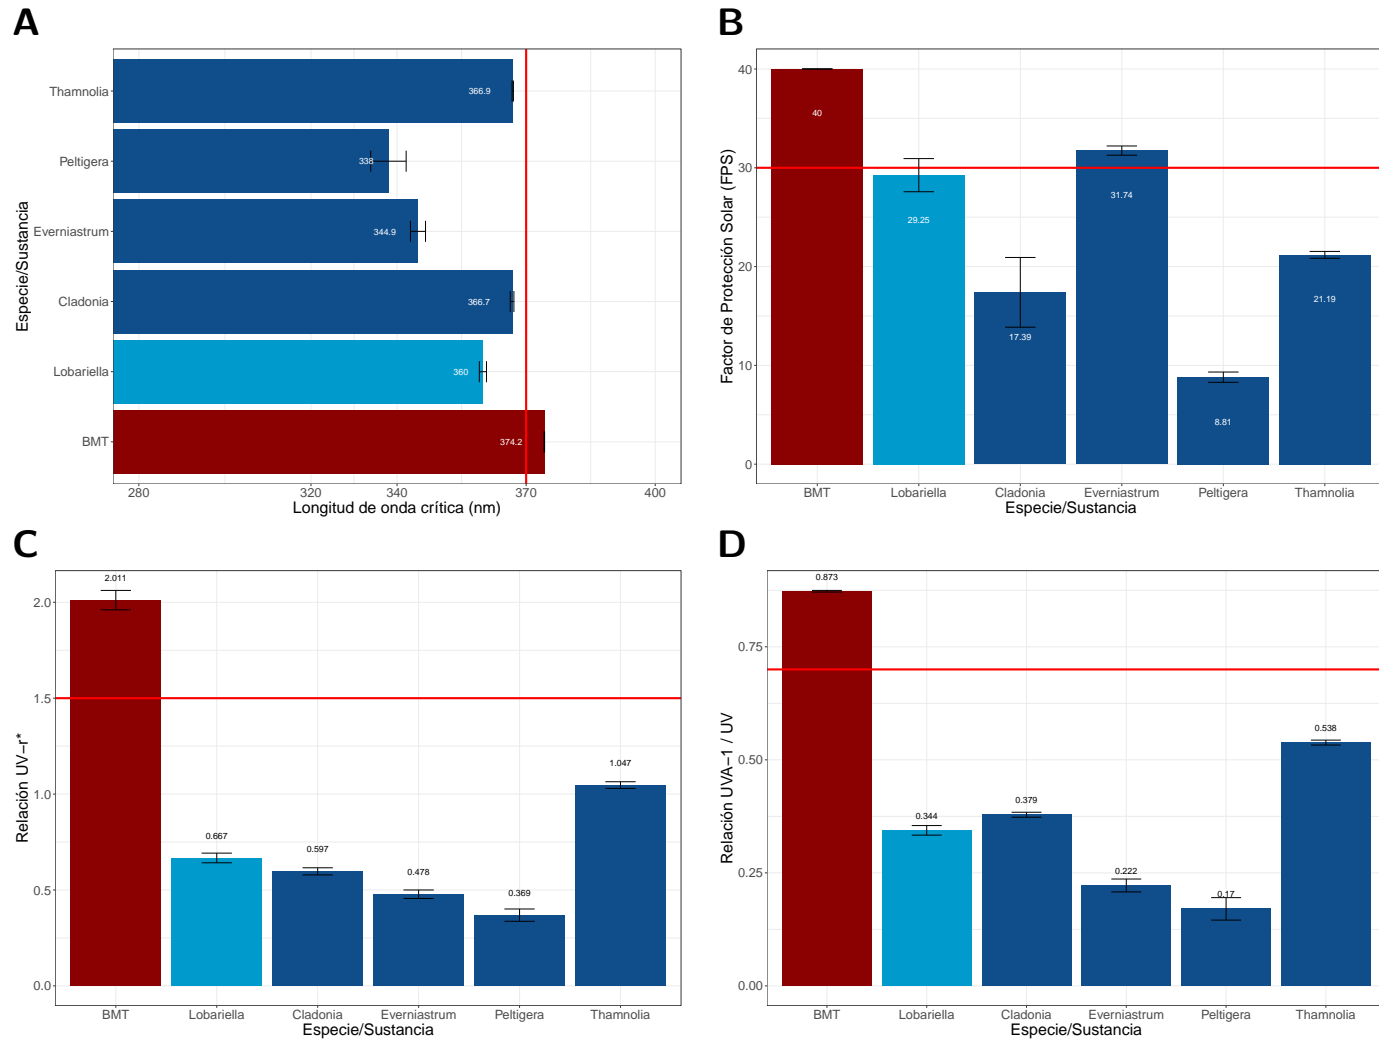 A
Especie/Sustancia
Thamnolia
366.9
Peltigera
338
Everniastrum
344.9
Cladonia
366.7
Lobariella
360
BMT
374.2
280 320 340 370 400
Longitud de onda crítica (nm)
B
Factor de Protección Solar (FPS)
40
30
20
10
0
40
29.25
17.39
31.74
8.81
21.19
BMT Lobariella Cladonia Everniastrum Peltigera Thamnolia
Especie/Sustancia
C
Relación UV-r*
2.0
1.5
1.0
0.5
0.0
2.011
0.667
0.597
0.478
0.369
1.047
BMT Lobariella Cladonia Everniastrum Peltigera Thamnolia
Especie/Sustancia
D
Relación UVA-1 / UV
0.75
0.50
0.25
0.00
0.873
0.344
0.379
0.222
0.17
0.538
BMT Lobariella Cladonia Everniastrum Peltigera Thamnolia
Especie/Sustancia